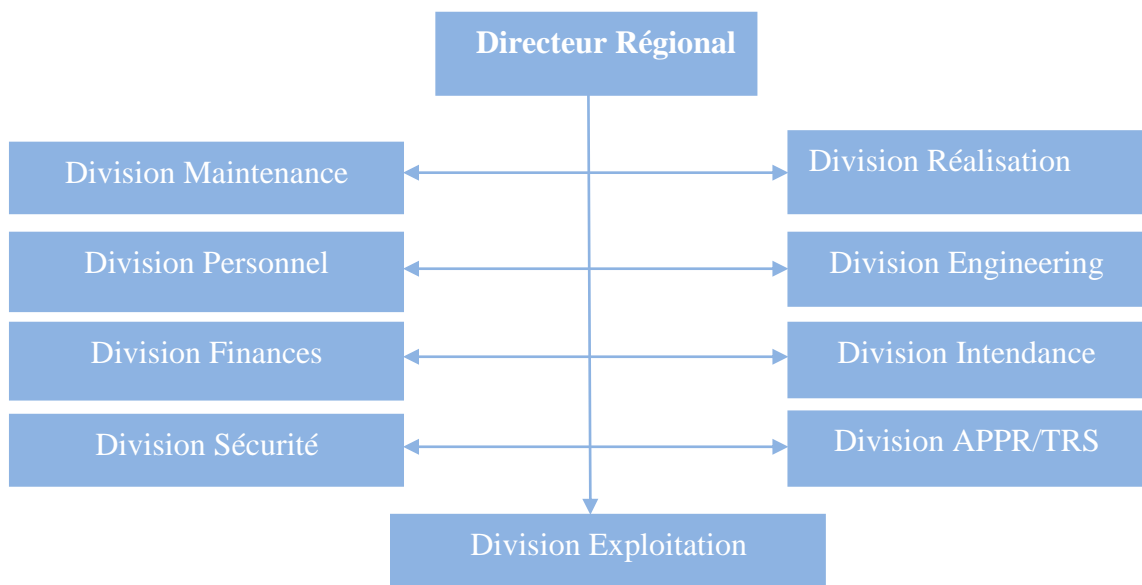 Directeur Régional
Division Maintenance
Division Réalisation
Division Personnel
Division Engineering
Division Finances
Division Intendance
Division Sécurité
Division APPR/TRS
Division Exploitation